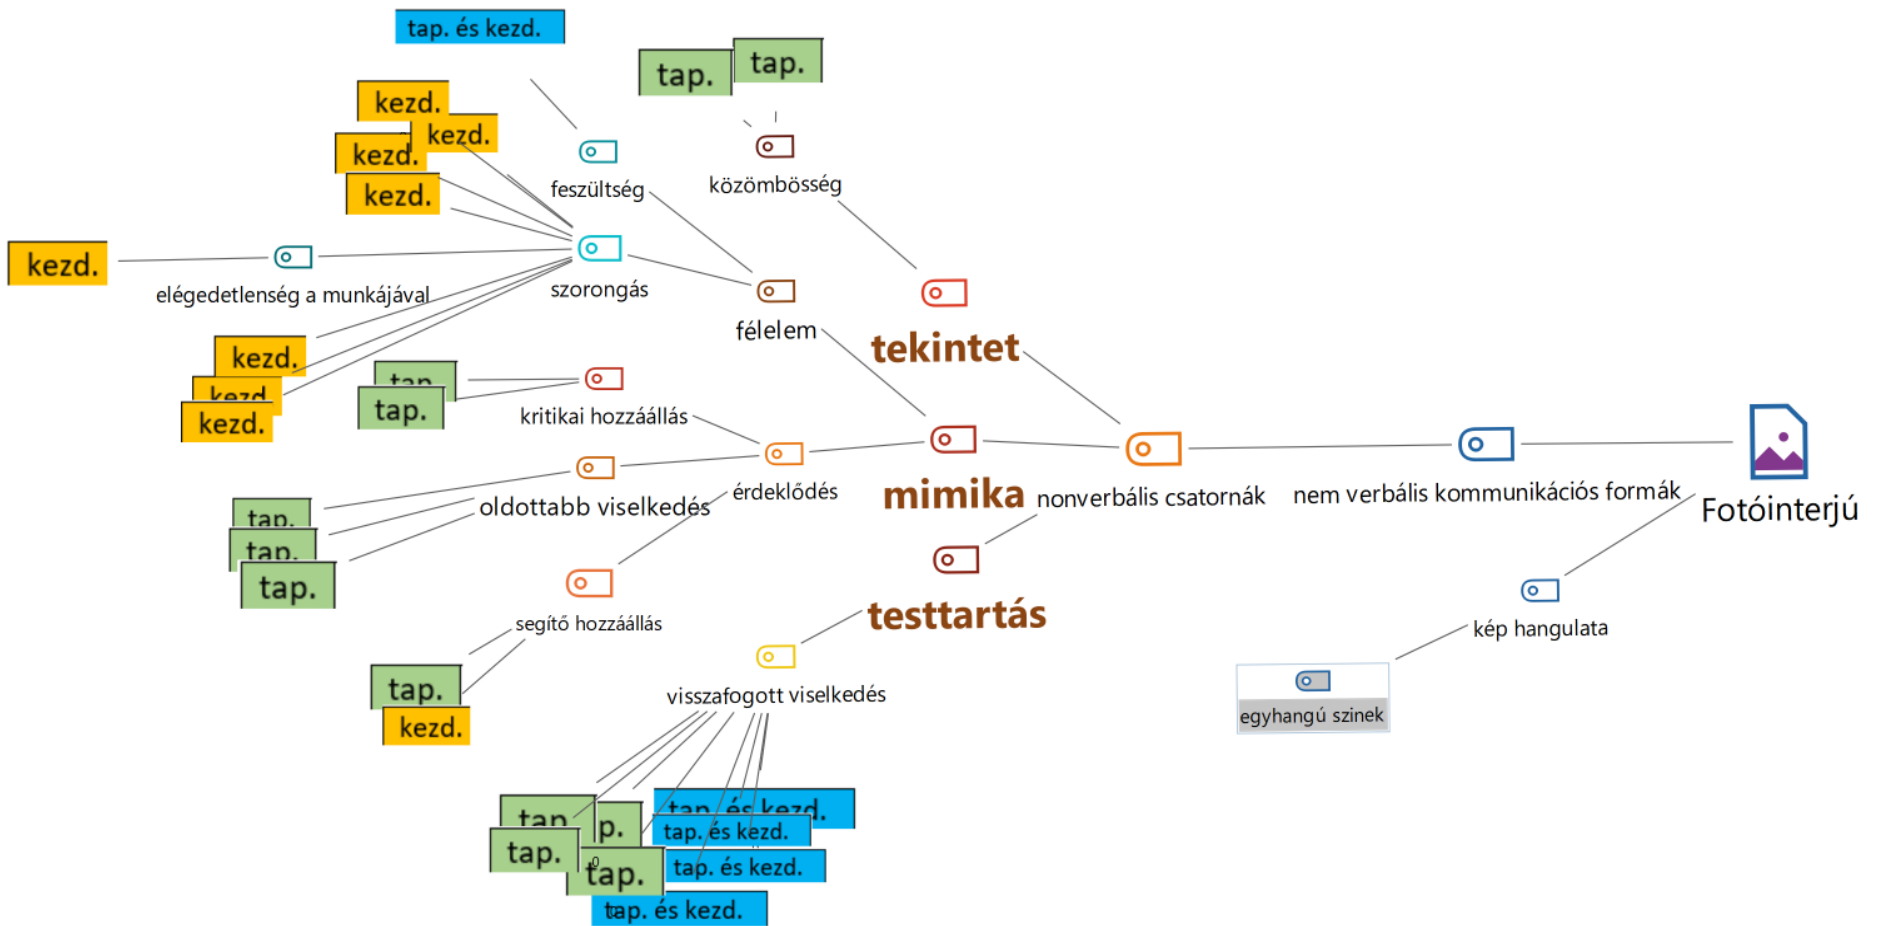 tap. és kezd.
tap.
tap.
kezd.
kezd.
kezd.
kezd.
feszültség
közömbösség
kezd.
elégedetlenség a munkájával
szorongás
félelem
tekintet
kezd.
kezd.
kezd.
tap.
tap.
kritikai hozzáállás
érdeklődés
mimika
nonverbális csatornák
nem verbális kommunikációs formák
Fotóinterjú
oldottabb viselkedés
tap.
tap.
tap.
segítő hozzáállás
testtartás
kép hangulata
tap.
kezd.
visszafogott viselkedés
egyhangú szinek
tap.
p.
tap. és kezd.
tap. és kezd.
tap.
tap.
tap. és kezd.
tap. és kezd.